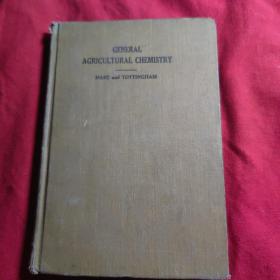 GENERAL
AGRICULTURAL CHEMISTRY
HART and TOTTINGHAM